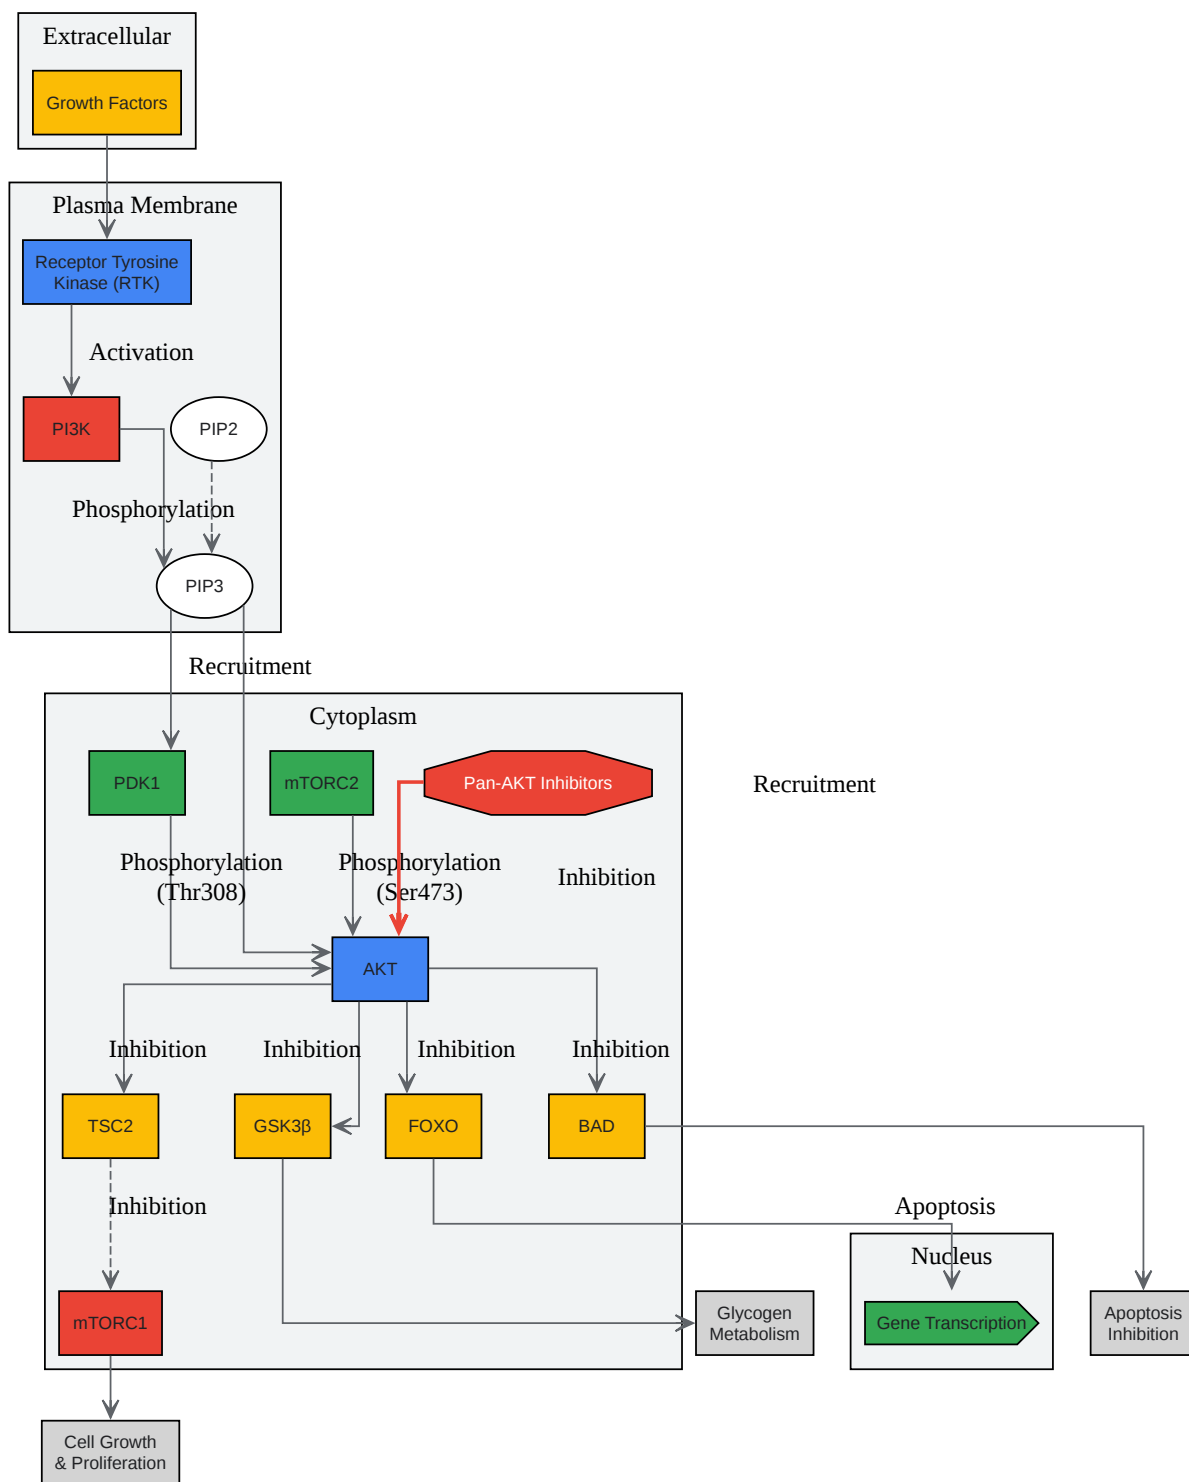 Extracellular
Growth Factors
Plasma Membrane
Receptor Tyrosine
Kinase (RTK)
Activation
PI3K
PIP2
Phosphorylation
PIP3
Recruitment
Cytoplasm
PDK1
mTORC2
Pan-AKT Inhibitors
Recruitment
Phosphorylation
(Thr308)
Phosphorylation
(Ser473)
Inhibition
AKT
Inhibition
Inhibition
Inhibition
Inhibition
TSC2
GSK3β
FOXO
BAD
Inhibition
Apoptosis
Nucleus
mTORC1
Glycogen
Metabolism
Gene Transcription
Apoptosis
Inhibition
Cell Growth
& Proliferation